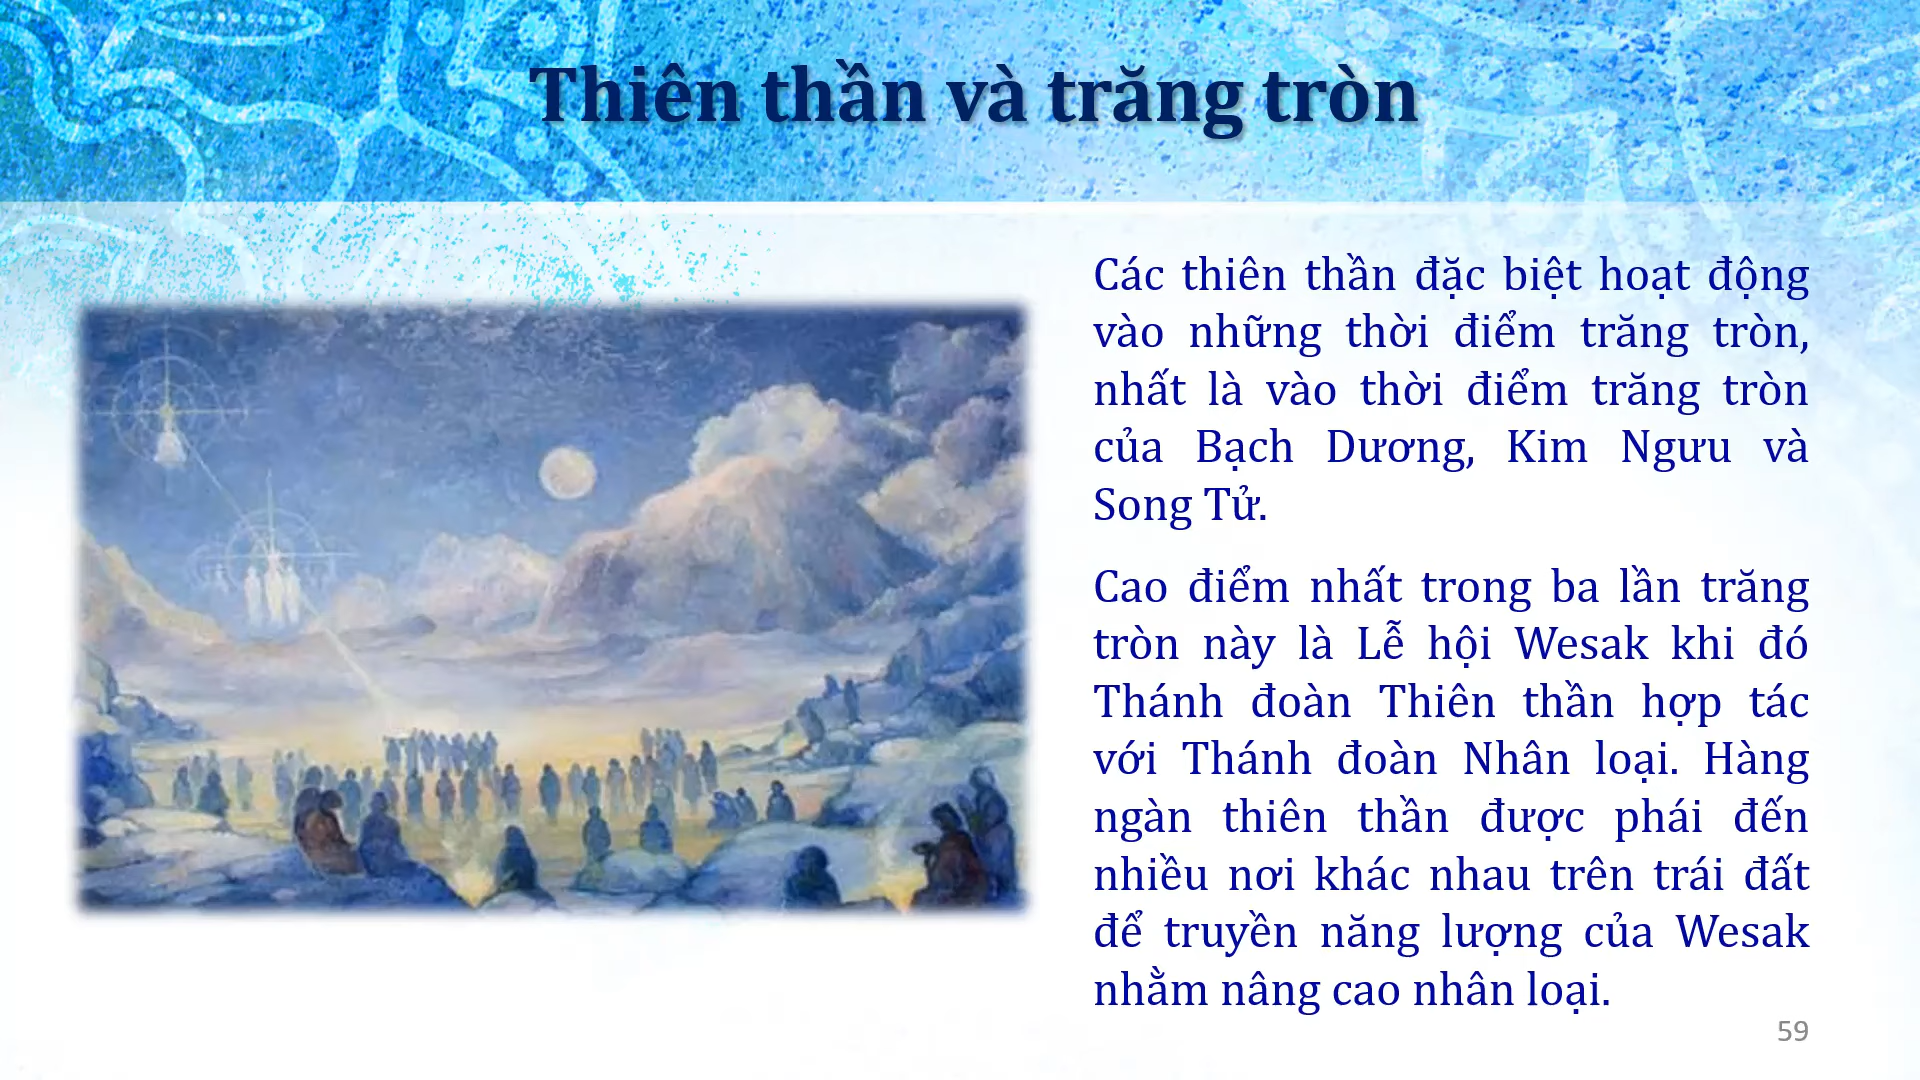 Thiên thần và trăng tròn
Các thiên thần đặc biệt hoạt động
vào những thời điểm trăng tròn,
nhất là vào thời điểm trăng tròn
của Bạch Dương, Kim Ngưu và
Song Tử.
Cao điểm nhất trong ba lần trăng
tròn này là Lễ hội Wesak khi đó
Thánh đoàn Thiên thần hợp tác
với Thánh đoàn Nhân loại. Hàng
ngàn thiên thần được phái đến
nhiều nơi khác nhau trên trái đất
để truyền năng lượng của Wesak
nhằm nâng cao nhân loại.
59